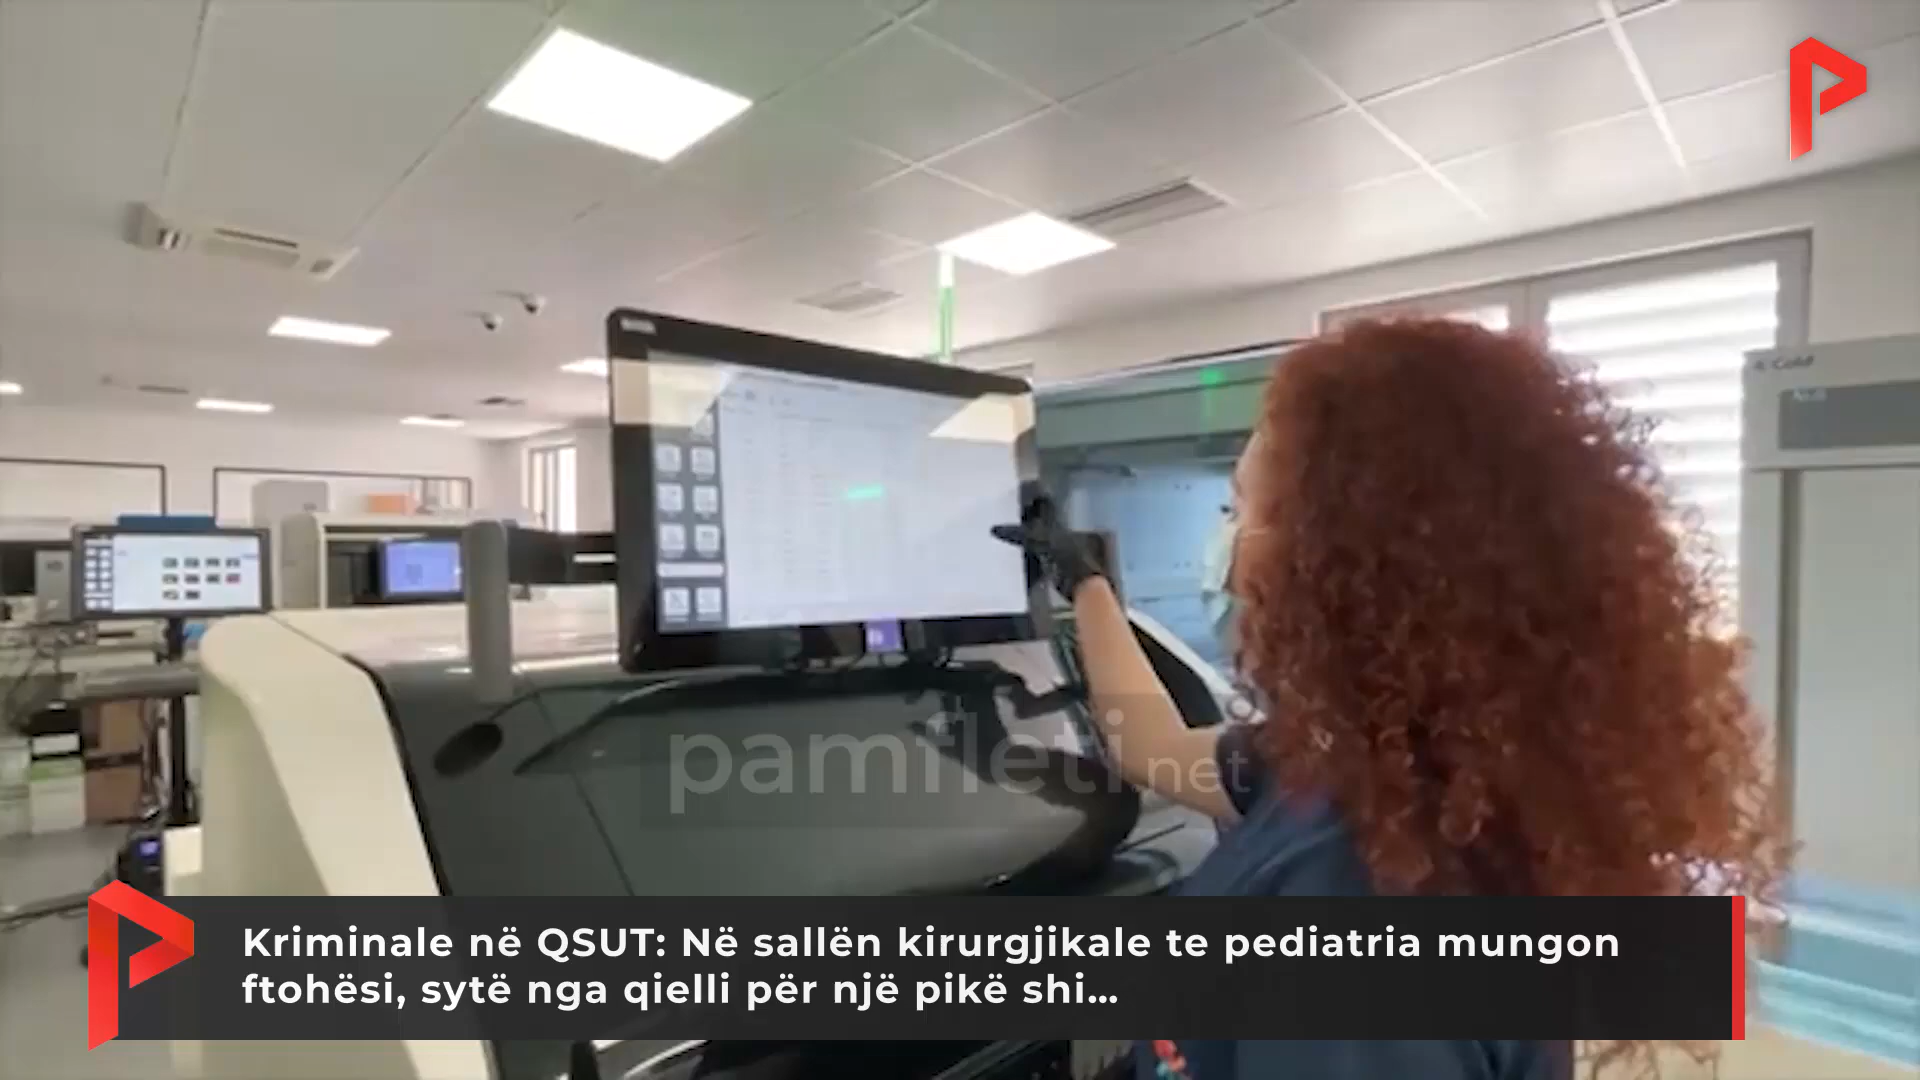 pamfleti.net
Kriminale në QSUT: Në sallën kirurgjikale te pediatria mungon
ftohësi, sytë nga qielli për një pikë shi...